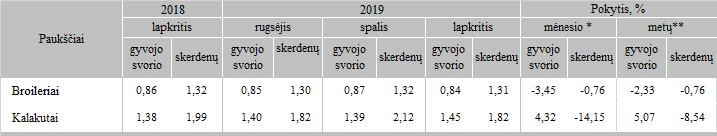 Paukščiai 2018 2019 Pokytis, %
lapkritis rugsėjis spalis lapkritis mėnesio * metų**
gyvojo svorio skerdenų gyvojo svorio skerdenų gyvojo svorio skerdenų gyvojo svorio skerdenų gyvojo svorio skerdenų gyvojo svorio skerdenų
Broileriai 0,86 1,32 0,85 1,30 0,87 1,32 0,84 1,31 -3,45 -0,76 -2,33 -0,76
Kalakutai 1,38 1,99 1,40 1,82 1,39 2,12 1,45 1,82 4,32 -14,15 5,07 -8,54